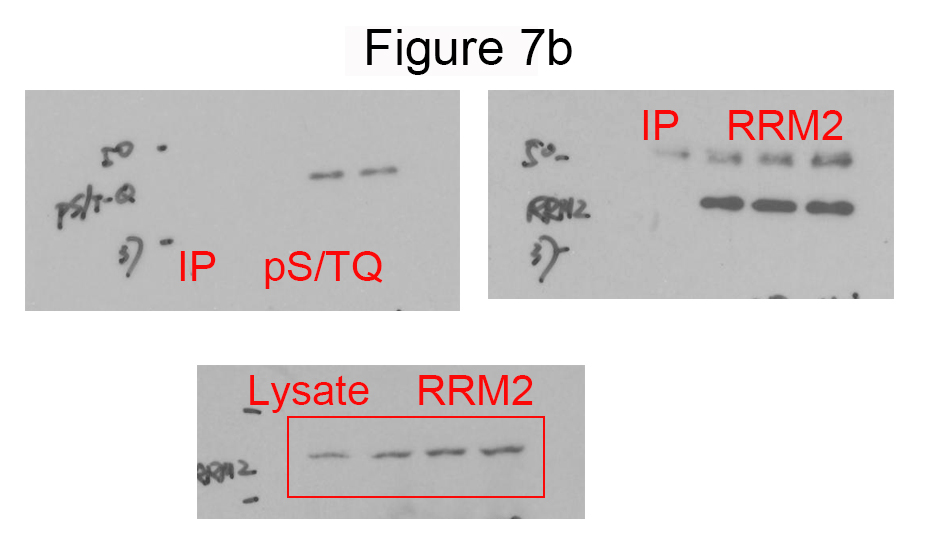 Figure 7b
50
pS/T-Q
37
IP pS/TQ
IP RRM2
50-
RRM2
37-
Lysate RRM2
RRM2